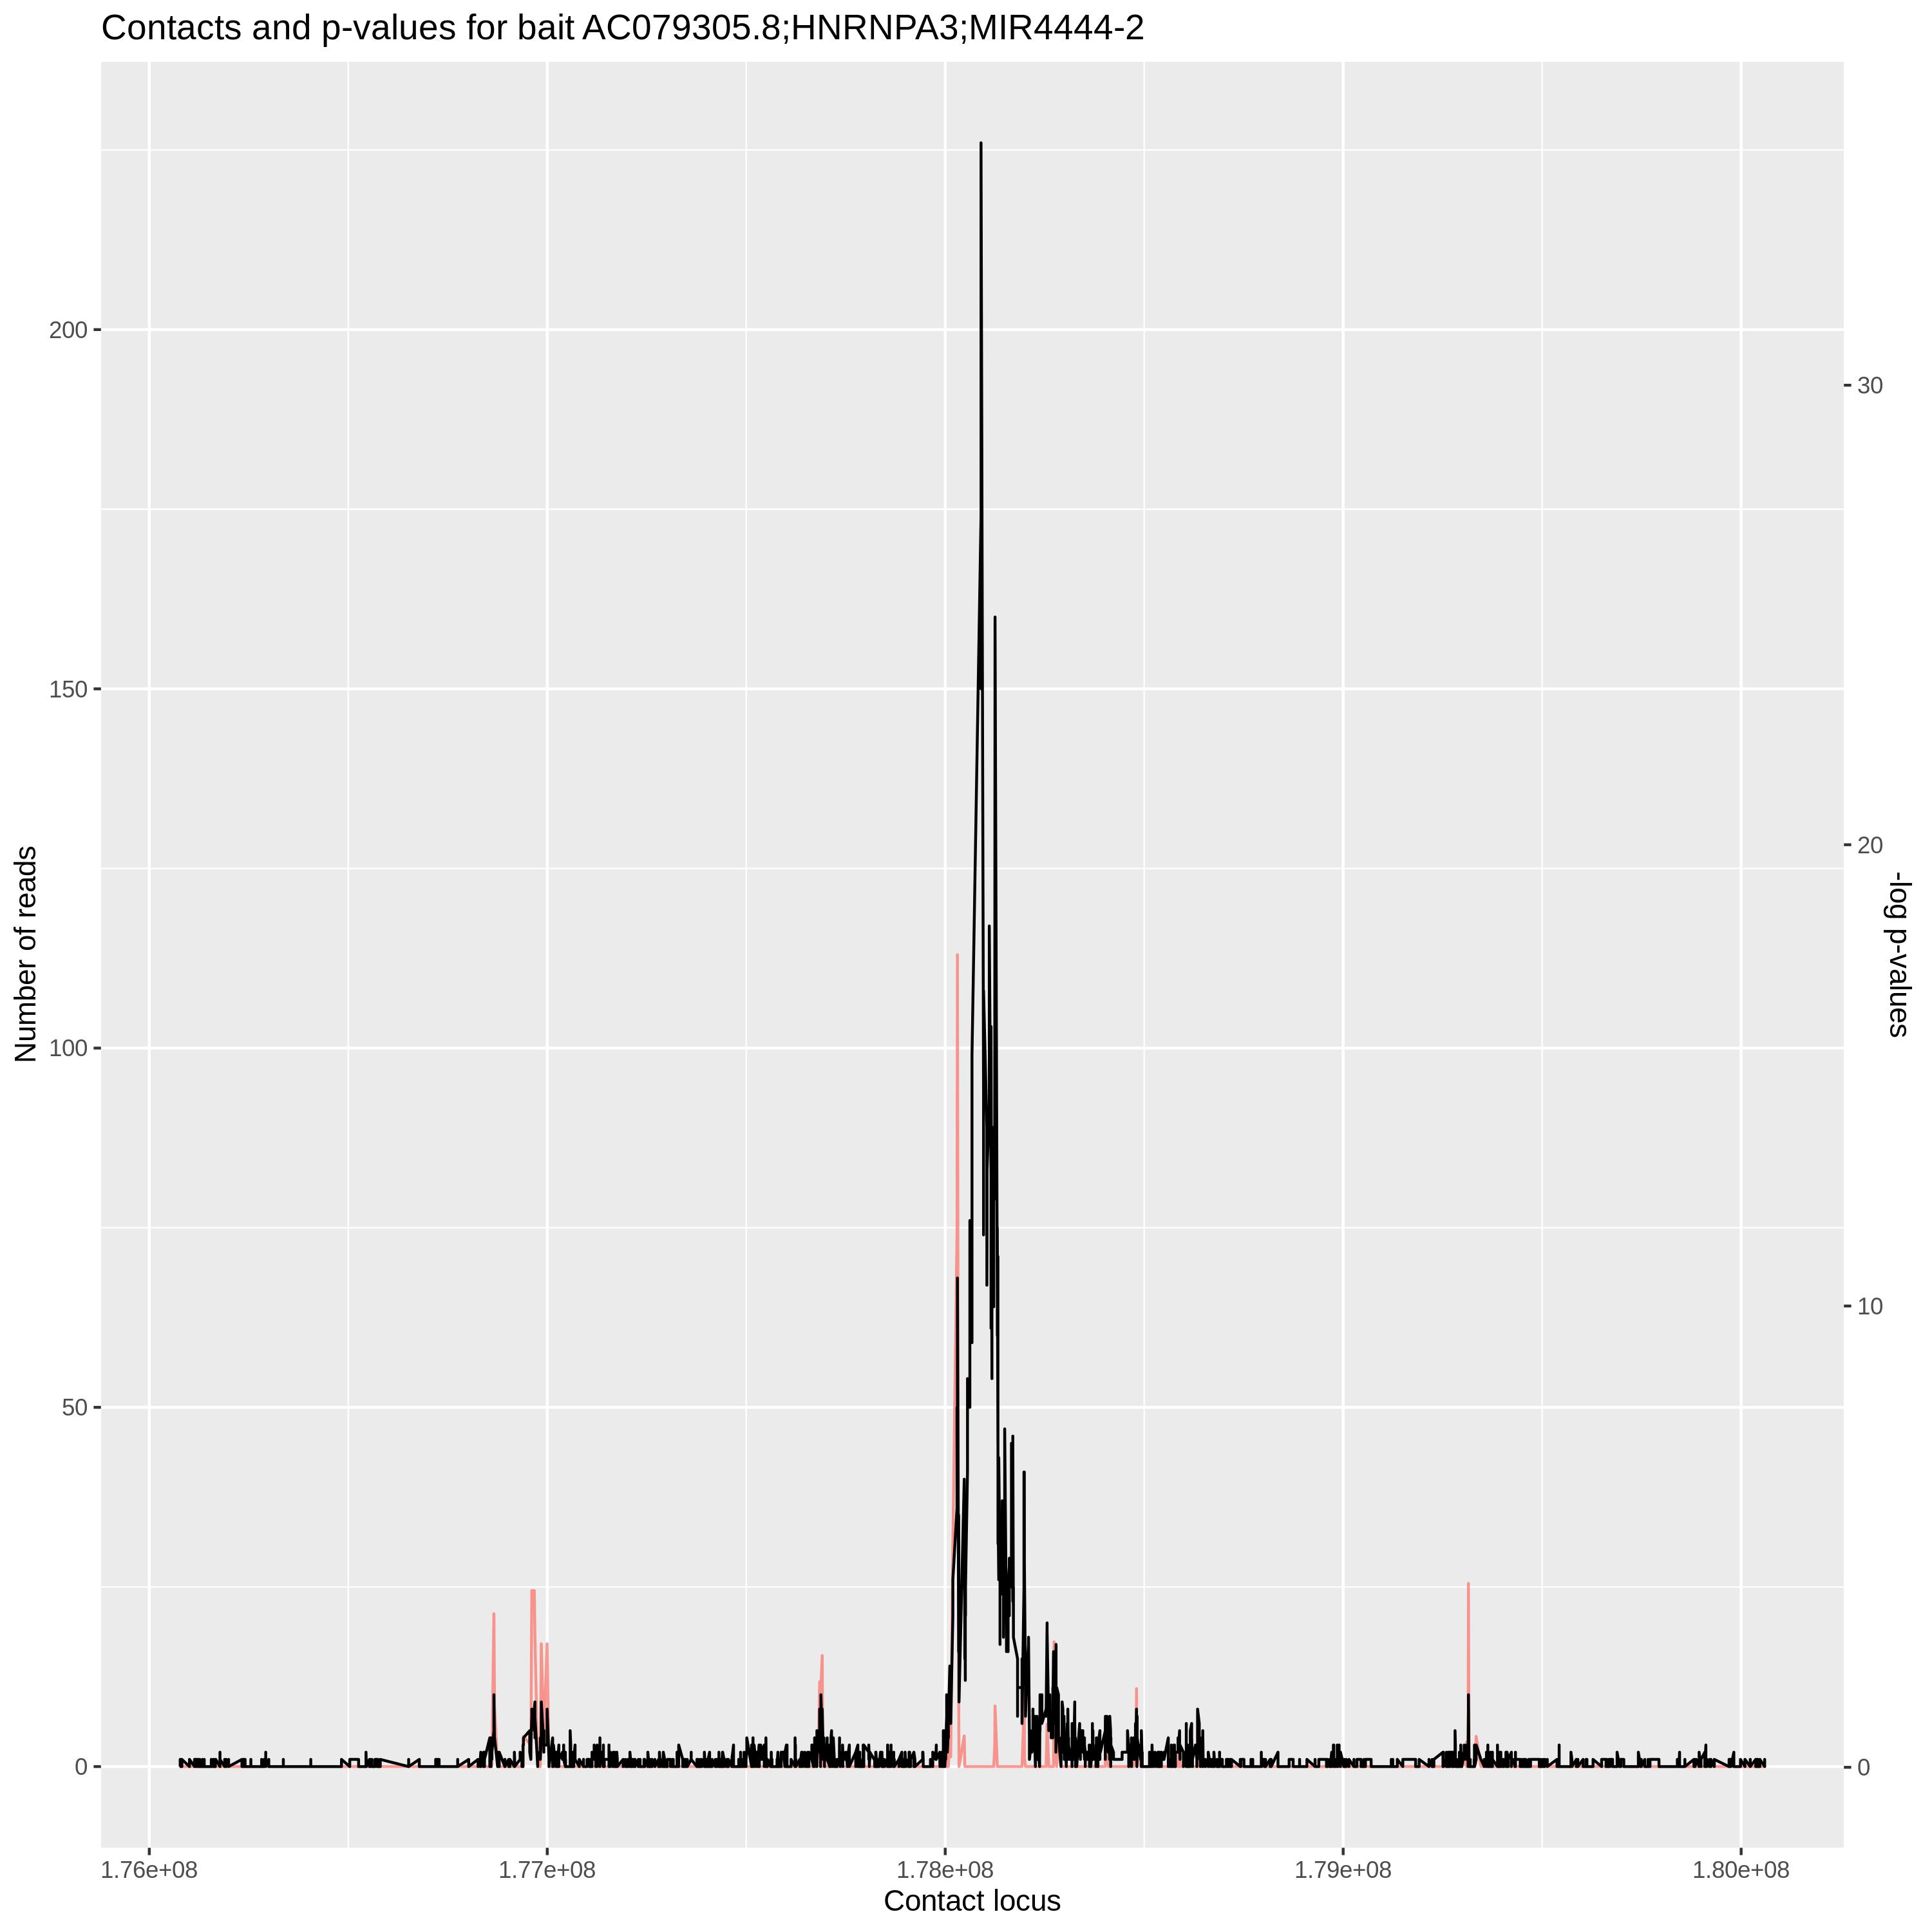 Contacts and p-values for bait AC079305.8;HNRNPA3;MIR4444-2
200
150
100
50
0
Number of reads
30
20
10
0
-log p-values
1.76e+08
1.77e+08
1.78e+08
1.79e+08
1.80e+08
Contact locus